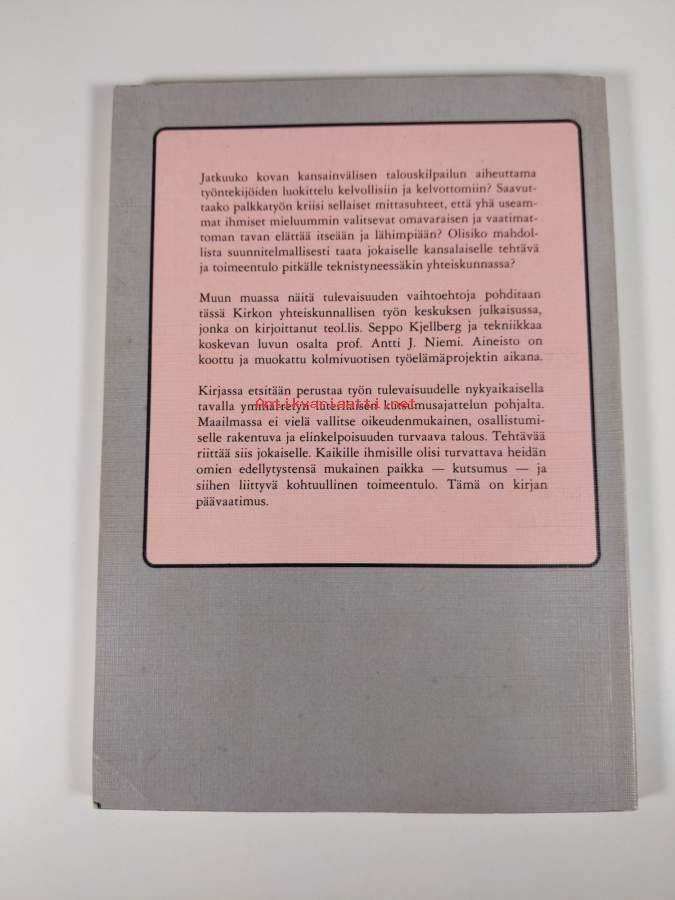 Jatkuuko kovan kansainvälisen talouskilpailun aiheuttama
työntekijöiden luokittelu kelvollisiin ja kelvottomiin? Saavut-
taako palkkatyön kriisi sellaiset mittasuhteet, että yhä useam-
mat ihmiset mieluummin valitsevat omavaraisen ja vaatimat-
toman tavan elättää itseään ja lähimpiään? Olisiko mahdol-
lista suunnitelmallisesti taata jokaiselle kansalaiselle tehtävä
ja toimeentulo pitkälle teknistyneessäkin yhteiskunnassa?
Muun muassa näitä tulevaisuuden vaihtoehtoja pohditaan
tässä Kirkon yhteiskunnallisen työn keskuksen julkaisussa,
jonka on kirjoittanut teol.lis. Seppo Kjellberg ja tekniikkaa
koskevan luvun osalta prof. Antti J. Niemi. Aineisto on
koottu ja muokattu kolmivuotisen työelämäprojektin aikana.
Kirjassa etsitään perustaa työn tulevaisuudelle nykyaikaisella
Antikvariaatti.net
tavalla ymmärretyn luterilaisen kutsumusajattelun pohjalta.
Maailmassa ei vielä vallitse oikeudenmukainen, osallistumi-
selle rakentuva ja elinkelpoisuuden turvaava talous. Tehtävää
riittää siis jokaiselle. Kaikille ihmisille olisi turvattava heidän
omien edellytystensä mukainen paikka — kutsumus — ja
siihen liittyvä kohtuullinen toimeentulo. Tämä on kirjan
päävaatimus.